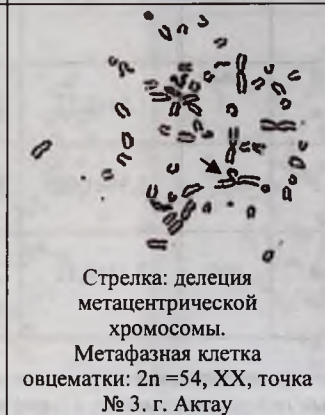 Стрелка: делеция
метацентрической
хромосомы.
Метафазная клетка
овцематки: 2n =54, XX, точка
№ 3. г. Актау